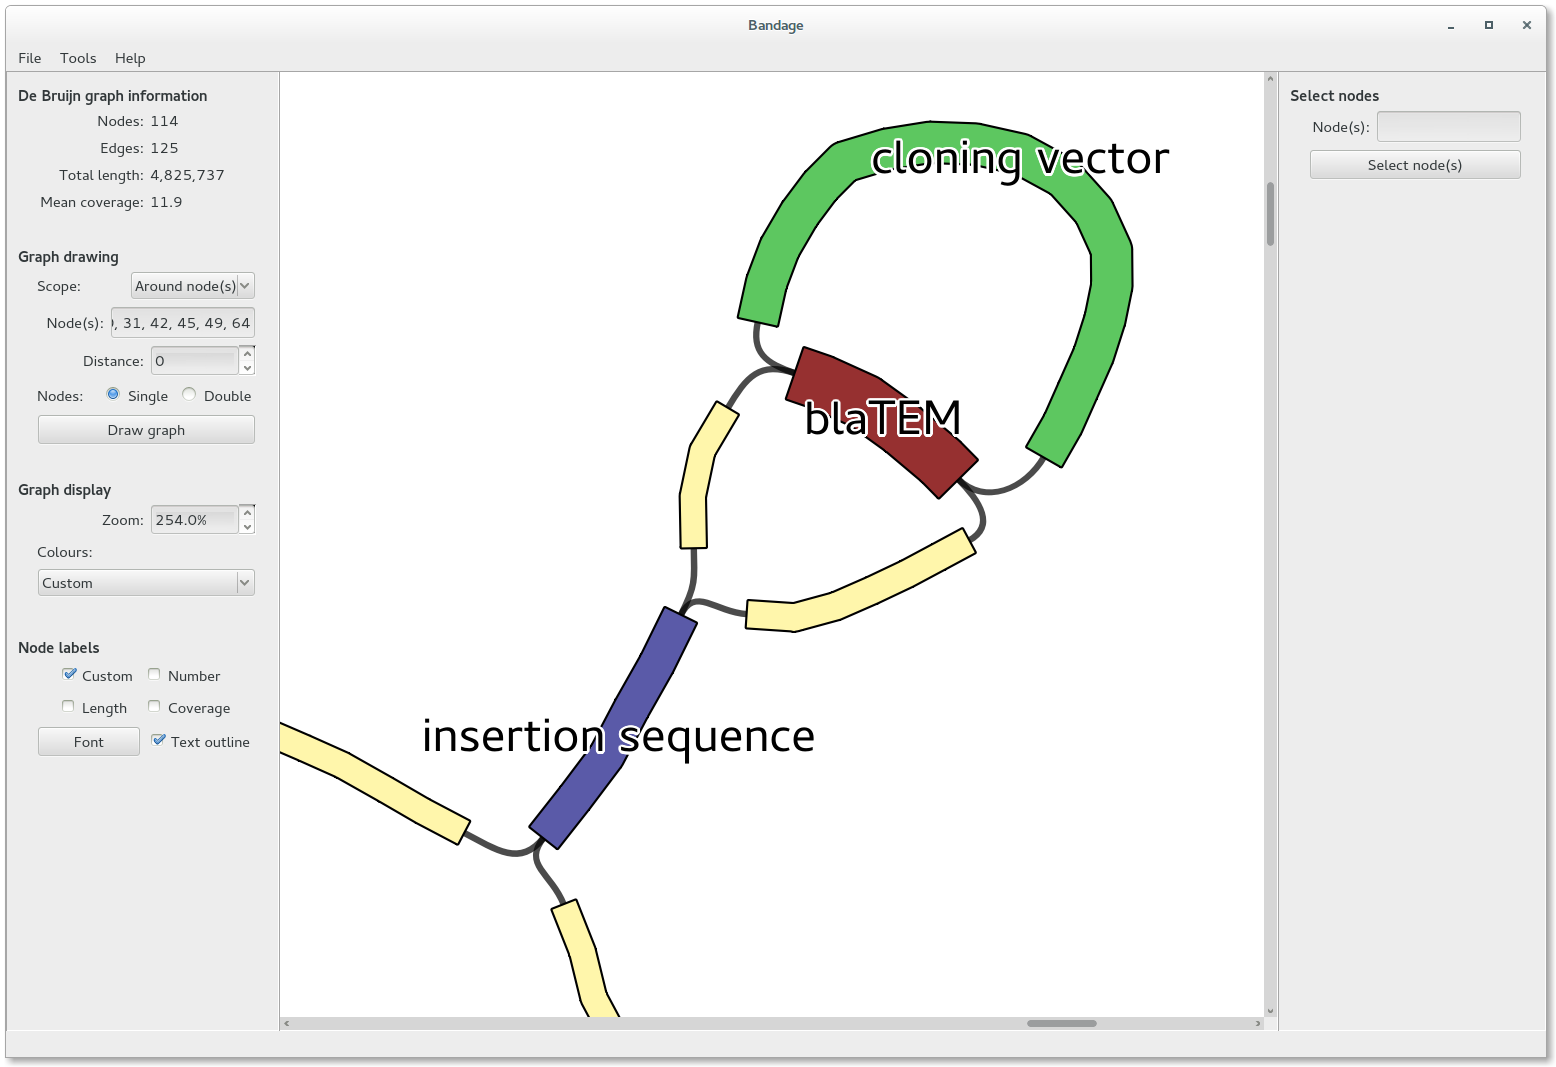 Bandage
File Tools Help
De Bruijn graph information
Nodes: 114
Edges: 125
Total length: 4,825,737
Mean coverage: 11.9
Graph drawing
Scope: Around node(s)
Node(s): , 31, 42, 45, 49, 64
Distance: 0
Nodes: Single Double
Draw graph
Graph display
Zoom: 254.0%
Colours:
Custom
Node labels
Custom Number
Length Coverage
Font Text outline
cloning vector
blaTEM
insertion sequence
Select nodes
Node(s):
Select node(s)